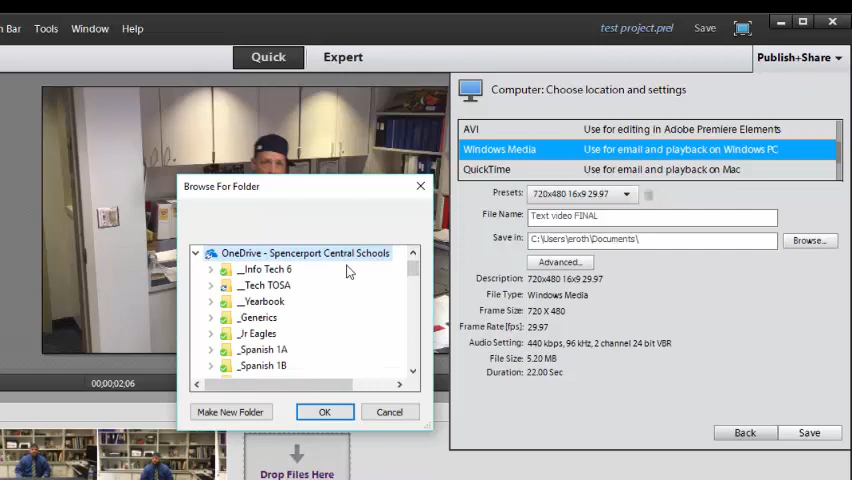 n Bar Tools Window Help test project.prel Save
Quick Expert Publish+Share
Computer: Choose location and settings
AVI Use for editing in Adobe Premiere Elements
Windows Media Use for email and playback on Windows PC
QuickTime Use for email and playback on Mac
Presets: 720x480 16x9 29.97
File Name: Text video FINAL
Save in: C:\Users\eroth\Documents\ Browse...
Advanced...
Description: 720x480 16x9 29.97
File Type: Windows Media
Frame Size: 720 X 480
Frame Rate[fps]: 29.97
Audio Setting: 440 kbps, 96 kHz, 2 channel 24 bit VBR
File Size: 5.20 MB
Duration: 22.00 Sec
Back Save
Browse For Folder
OneDrive - Spencerport Central Schools
__Info Tech 6
__Tech TOSA
__Yearbook
_Generics
_Jr Eagles
_Spanish 1A
_Spanish 1B
Make New Folder OK Cancel
00;00;02;06
Drop Files Here